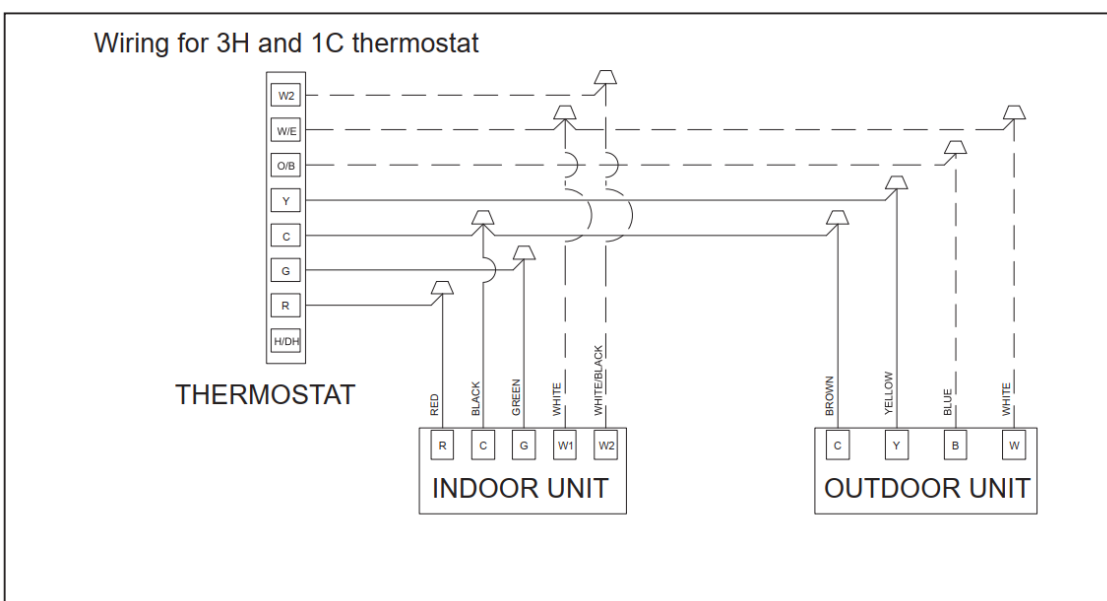 Wiring for 3H and 1C thermostat
W2
W/E
O/B
Y
C
G
R
H/DH
THERMOSTAT
RED
BLACK
GREEN
WHITE
WHITE/BLACK
BROWN
YELLOW
BLUE
WHITE
R C G W1 W2
C Y B W
INDOOR UNIT
OUTDOOR UNIT